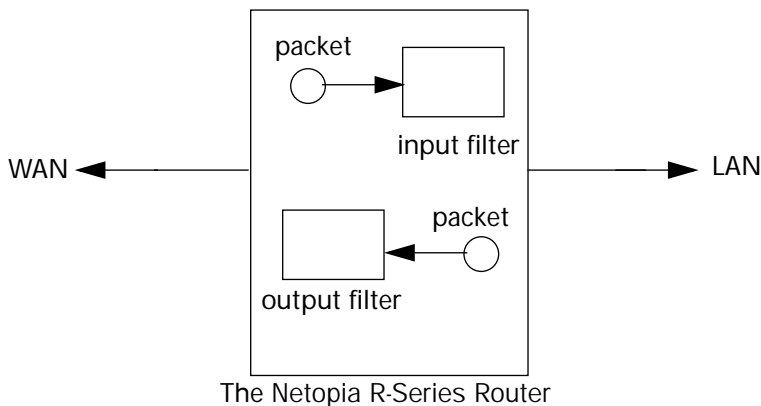 packet
input filter
WAN
LAN
packet
output filter
The Netopia R-Series Router